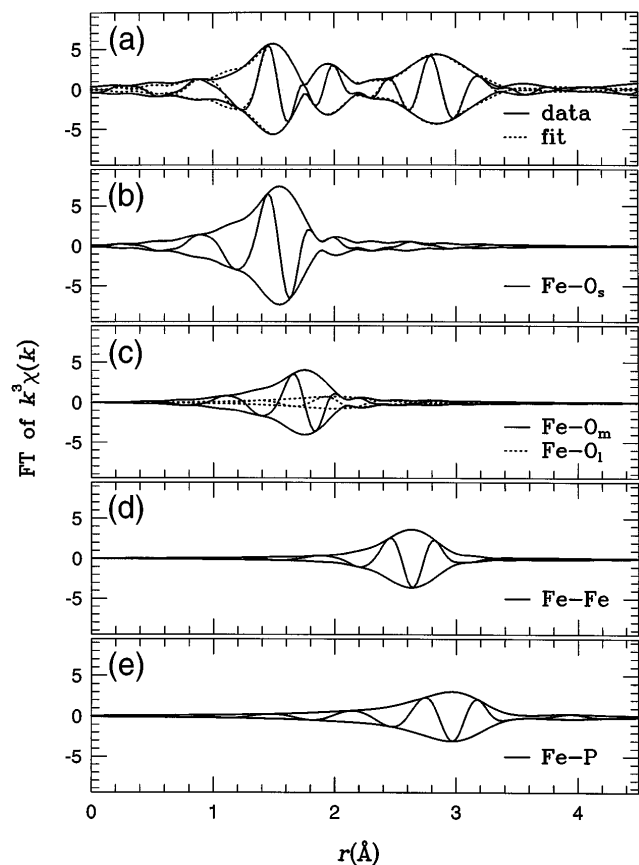 (a)
5
0
-5
data
fit
(b)
5
0
-5
Fe-Oₛ
(c)
5
0
-5
Fe-Oₘ
Fe-Oₗ
FT of k³χ(k)
(d)
5
0
-5
Fe-Fe
(e)
5
0
-5
Fe-P
0 1 2 3 4
r(Å)